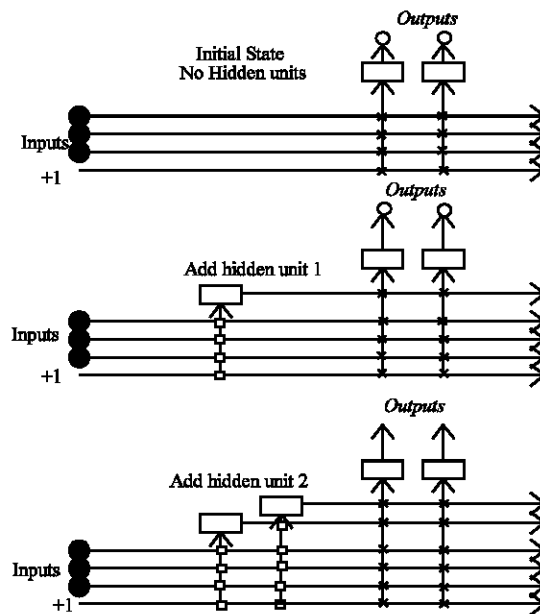 Outputs
Initial State
No Hidden units
Inputs
+1
Outputs
Add hidden unit 1
Inputs
+1
Outputs
Add hidden unit 2
Inputs
+1